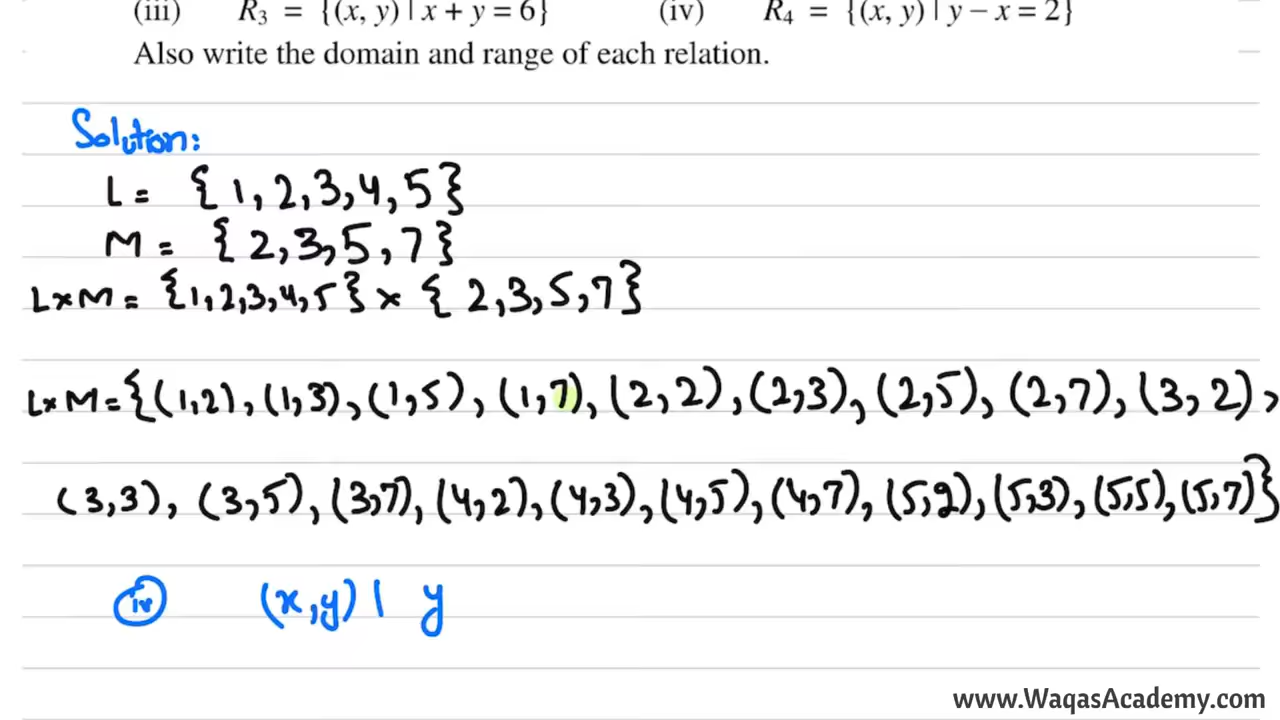 (iii) R₃ = {(x, y) | x + y = 6} (iv) R₄ = {(x, y) | y − x = 2}
Also write the domain and range of each relation.
Solution:
L = {1, 2, 3, 4, 5}
M = {2, 3, 5, 7}
L×M = {1, 2, 3, 4, 5} × {2, 3, 5, 7}
L×M = {(1, 2), (1, 3), (1, 5), (1, 7), (2, 2), (2, 3), (2, 5), (2, 7), (3, 2),
(3, 3), (3, 5), (3, 7), (4, 2), (4, 3), (4, 5), (4, 7), (5, 2), (5, 3), (5, 5), (5, 7)}
iv (x, y) | y
www.WaqasAcademy.com